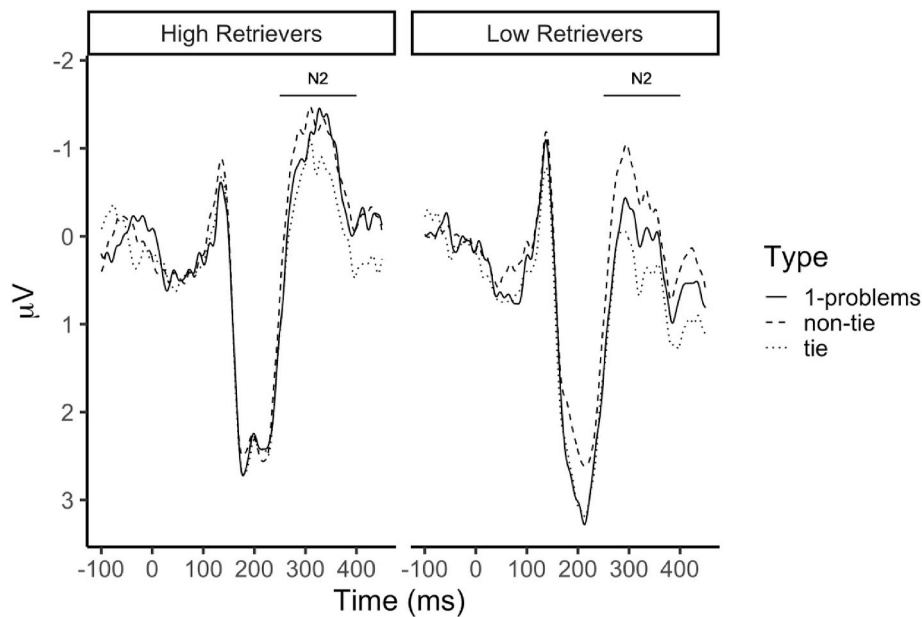 High Retrievers
Low Retrievers
-2
-1
0
1
2
3
μV
N2
N2
-100 0 100 200 300 400
-100 0 100 200 300 400
Time (ms)
Type
1-problems
non-tie
tie